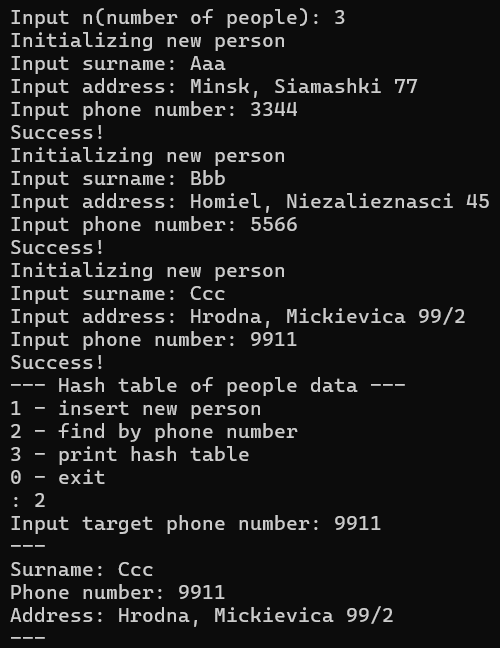 Input n(number of people): 3
Initializing new person
Input surname: Aaa
Input address: Minsk, Siamashki 77
Input phone number: 3344
Success!
Initializing new person
Input surname: Bbb
Input address: Homiel, Niezalieznasci 45
Input phone number: 5566
Success!
Initializing new person
Input surname: Ccc
Input address: Hrodna, Mickievica 99/2
Input phone number: 9911
Success!
--- Hash table of people data ---
1 - insert new person
2 - find by phone number
3 - print hash table
0 - exit
: 2
Input target phone number: 9911
---
Surname: Ccc
Phone number: 9911
Address: Hrodna, Mickievica 99/2
---